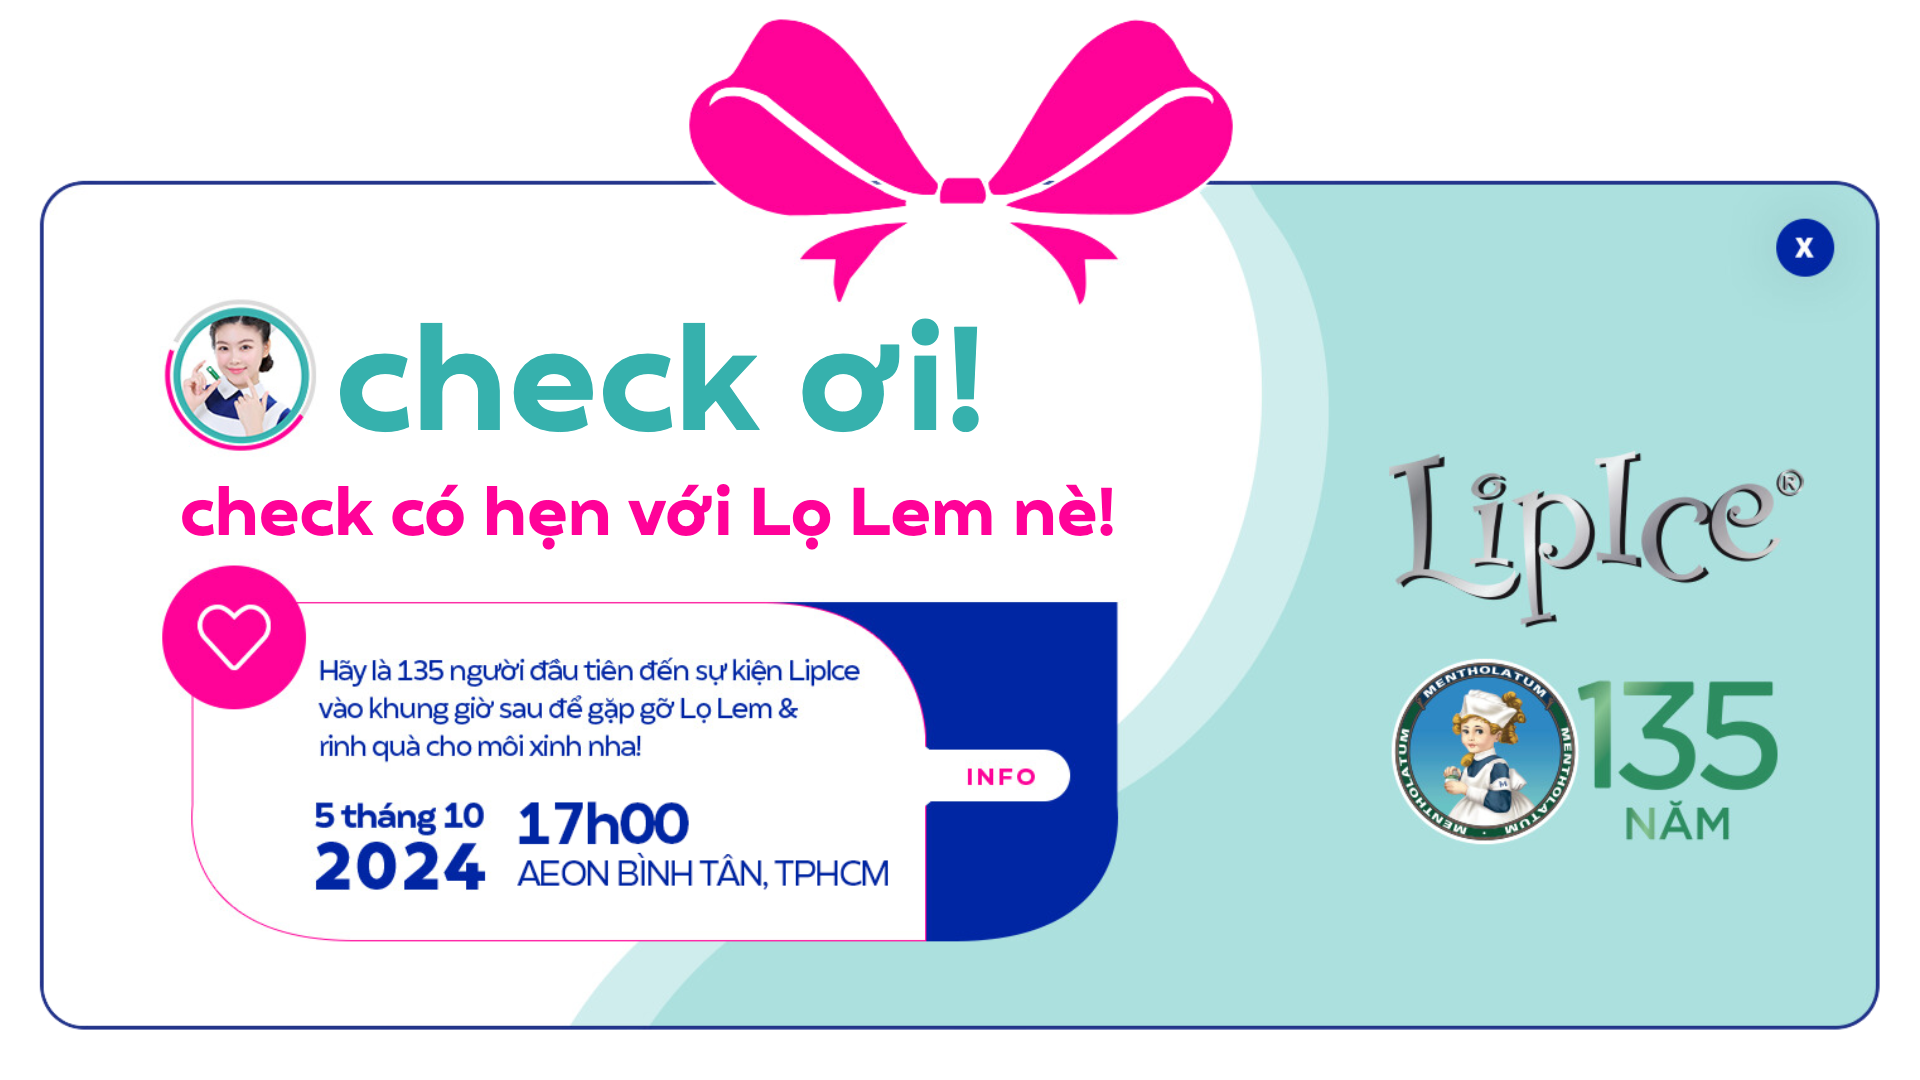 X
check ơi!
check có hẹn với Lọ Lem nè!
Hãy là 135 người đầu tiên đến sự kiện LipIce
vào khung giờ sau để gặp gỡ Lọ Lem &
rinh quà cho môi xinh nha!
INFO
5 tháng 10
2024
17h00
AEON BÌNH TÂN, TPHCM
LipIce®
MENTHOLATUM MENTHOLATUM · MENTHOLATUM
135
NĂM